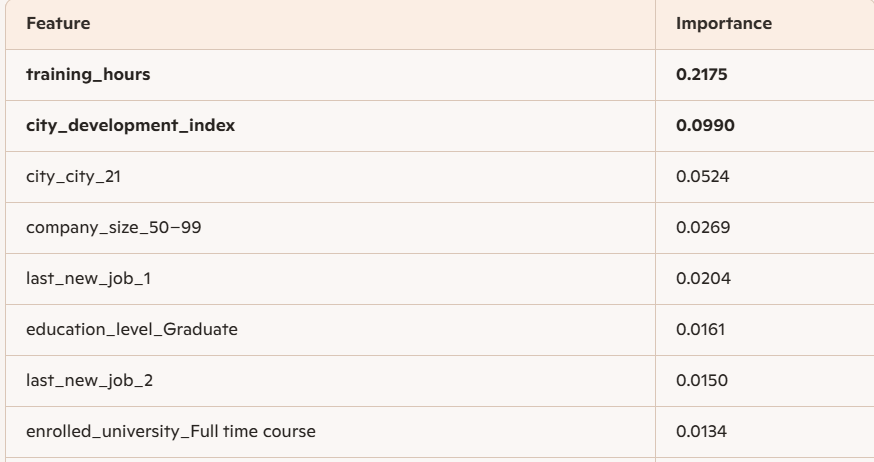 Feature Importance
training_hours 0.2175
city_development_index 0.0990
city_city_21 0.0524
company_size_50–99 0.0269
last_new_job_1 0.0204
education_level_Graduate 0.0161
last_new_job_2 0.0150
enrolled_university_Full time course 0.0134